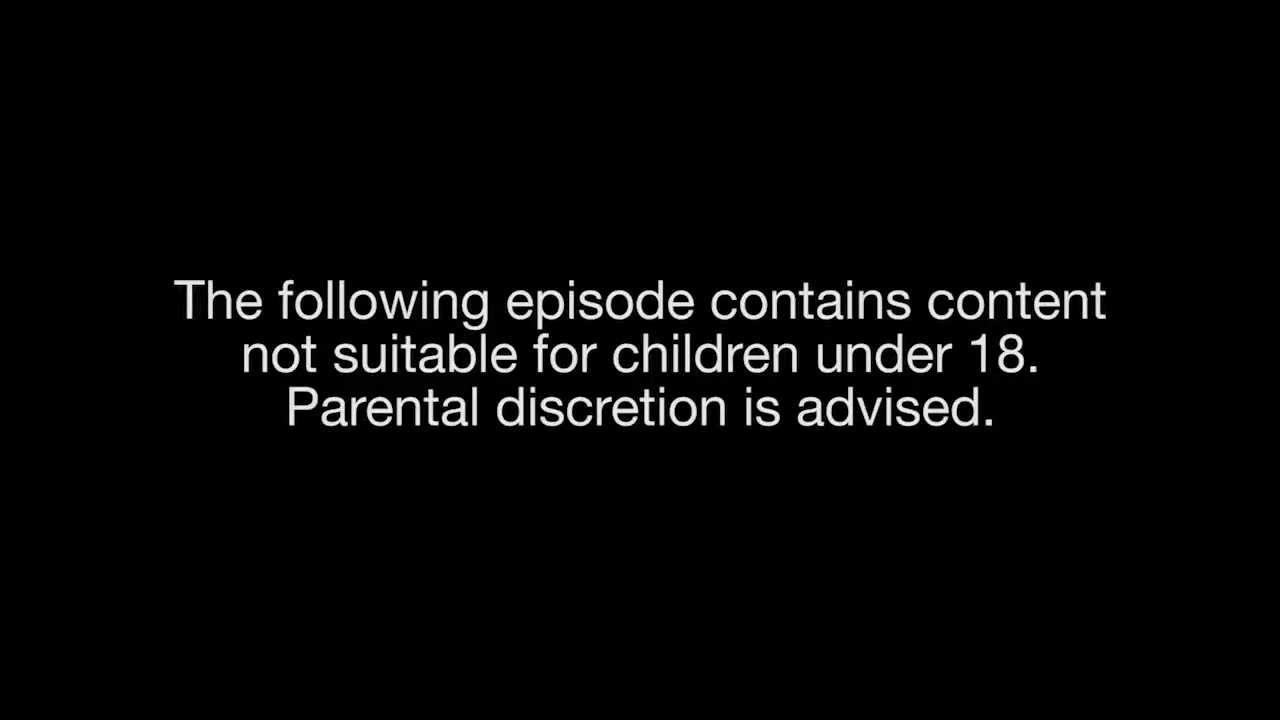 The following episode contains content
not suitable for children under 18.
Parental discretion is advised.